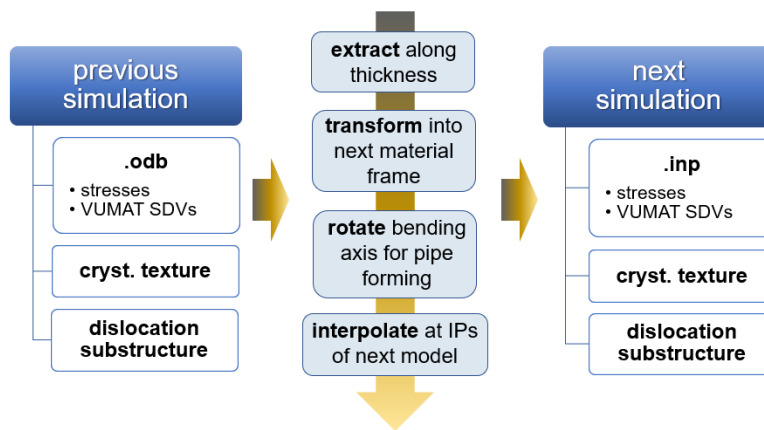 previous
simulation
.odb
• stresses
• VUMAT SDVs
cryst. texture
dislocation
substructure
extract along
thickness
transform into
next material
frame
rotate bending
axis for pipe
forming
interpolate at IPs
of next model
next
simulation
.inp
• stresses
• VUMAT SDVs
cryst. texture
dislocation
substructure